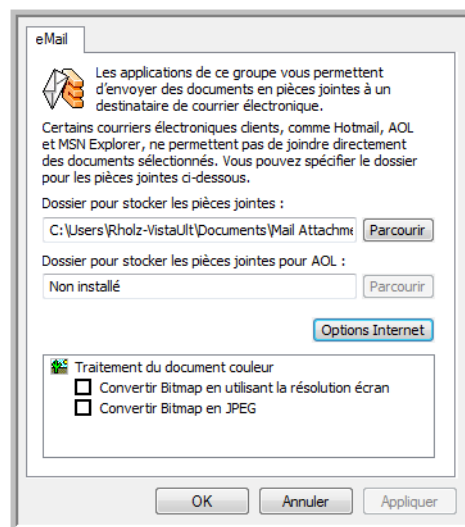 eMail
Les applications de ce groupe vous permettent
d'envoyer des documents en pièces jointes à un
destinataire de courrier électronique.
Certains courriers électroniques clients, comme Hotmail, AOL
et MSN Explorer, ne permettent pas de joindre directement
des documents sélectionnés. Vous pouvez spécifier le dossier
pour les pièces jointes ci-dessous.
Dossier pour stocker les pièces jointes :
C:\Users\Rholz-VistaUlt\Documents\Mail Attachme Parcourir
Dossier pour stocker les pièces jointes pour AOL :
Non installé Parcourir
Options Internet
Traitement du document couleur
Convertir Bitmap en utilisant la résolution écran
Convertir Bitmap en JPEG
OK Annuler Appliquer